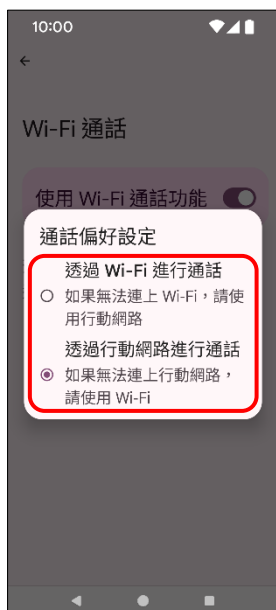 10:00
Wi-Fi 通話
使用 Wi-Fi 通話功能
通話偏好設定
透過 Wi-Fi 進行通話
如果無法連上 Wi-Fi，請使
用行動網路
透過行動網路進行通話
如果無法連上行動網路，
請使用 Wi-Fi